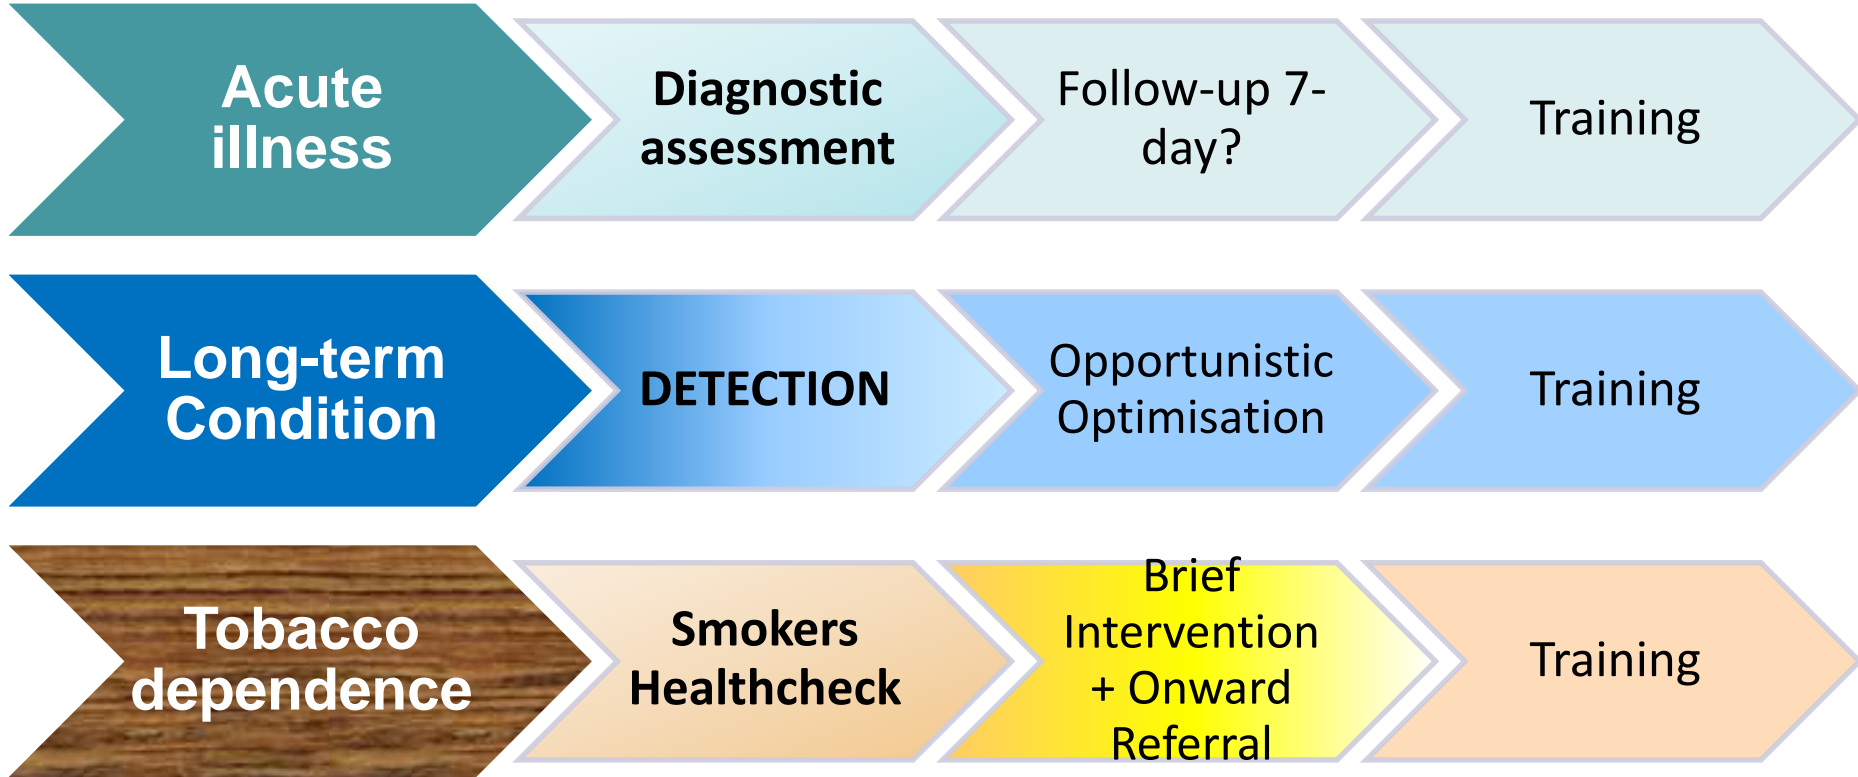 Acute
illness
Diagnostic
assessment
Follow-up 7-
day?
Training
Long-term
Condition
DETECTION
Opportunistic
Optimisation
Training
Tobacco
dependence
Smokers
Healthcheck
Brief
Intervention
+ Onward
Referral
Training